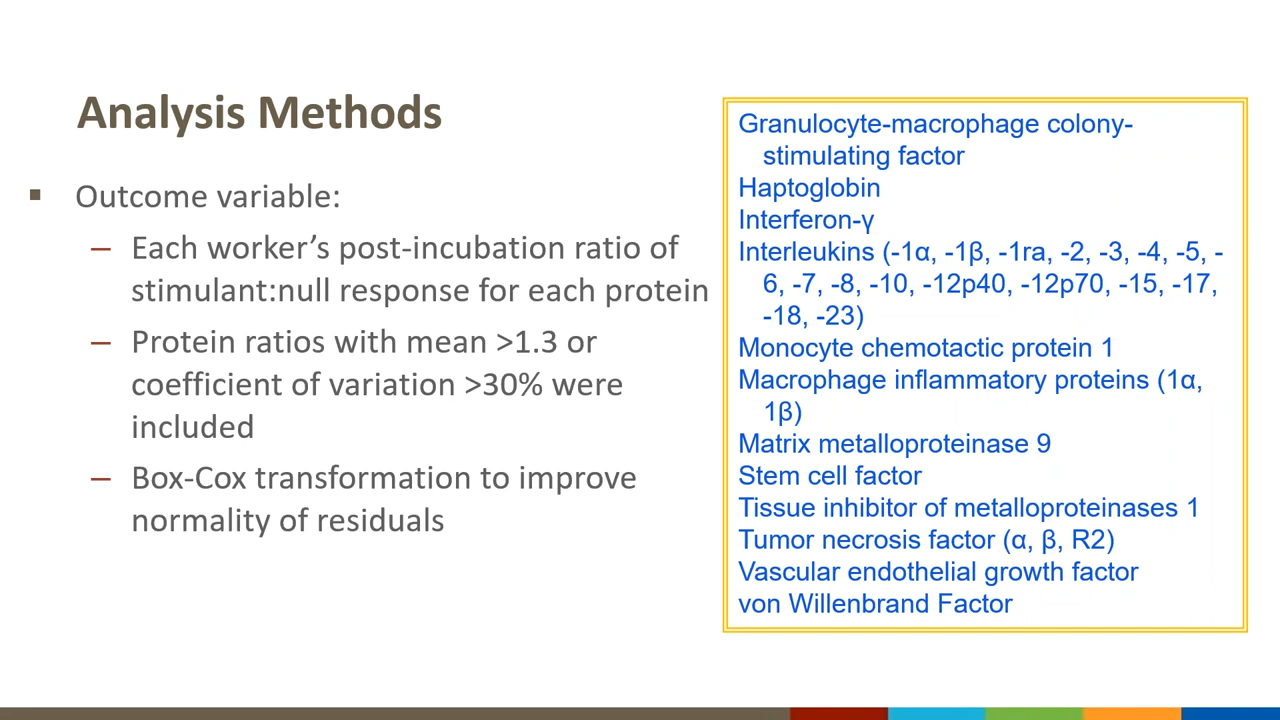 Analysis Methods
▪ Outcome variable:
– Each worker’s post-incubation ratio of
stimulant:null response for each protein
– Protein ratios with mean >1.3 or
coefficient of variation >30% were
included
– Box-Cox transformation to improve
normality of residuals
Granulocyte-macrophage colony-
stimulating factor
Haptoglobin
Interferon-γ
Interleukins (-1α, -1β, -1ra, -2, -3, -4, -5, -
6, -7, -8, -10, -12p40, -12p70, -15, -17,
-18, -23)
Monocyte chemotactic protein 1
Macrophage inflammatory proteins (1α,
1β)
Matrix metalloproteinase 9
Stem cell factor
Tissue inhibitor of metalloproteinases 1
Tumor necrosis factor (α, β, R2)
Vascular endothelial growth factor
von Willenbrand Factor